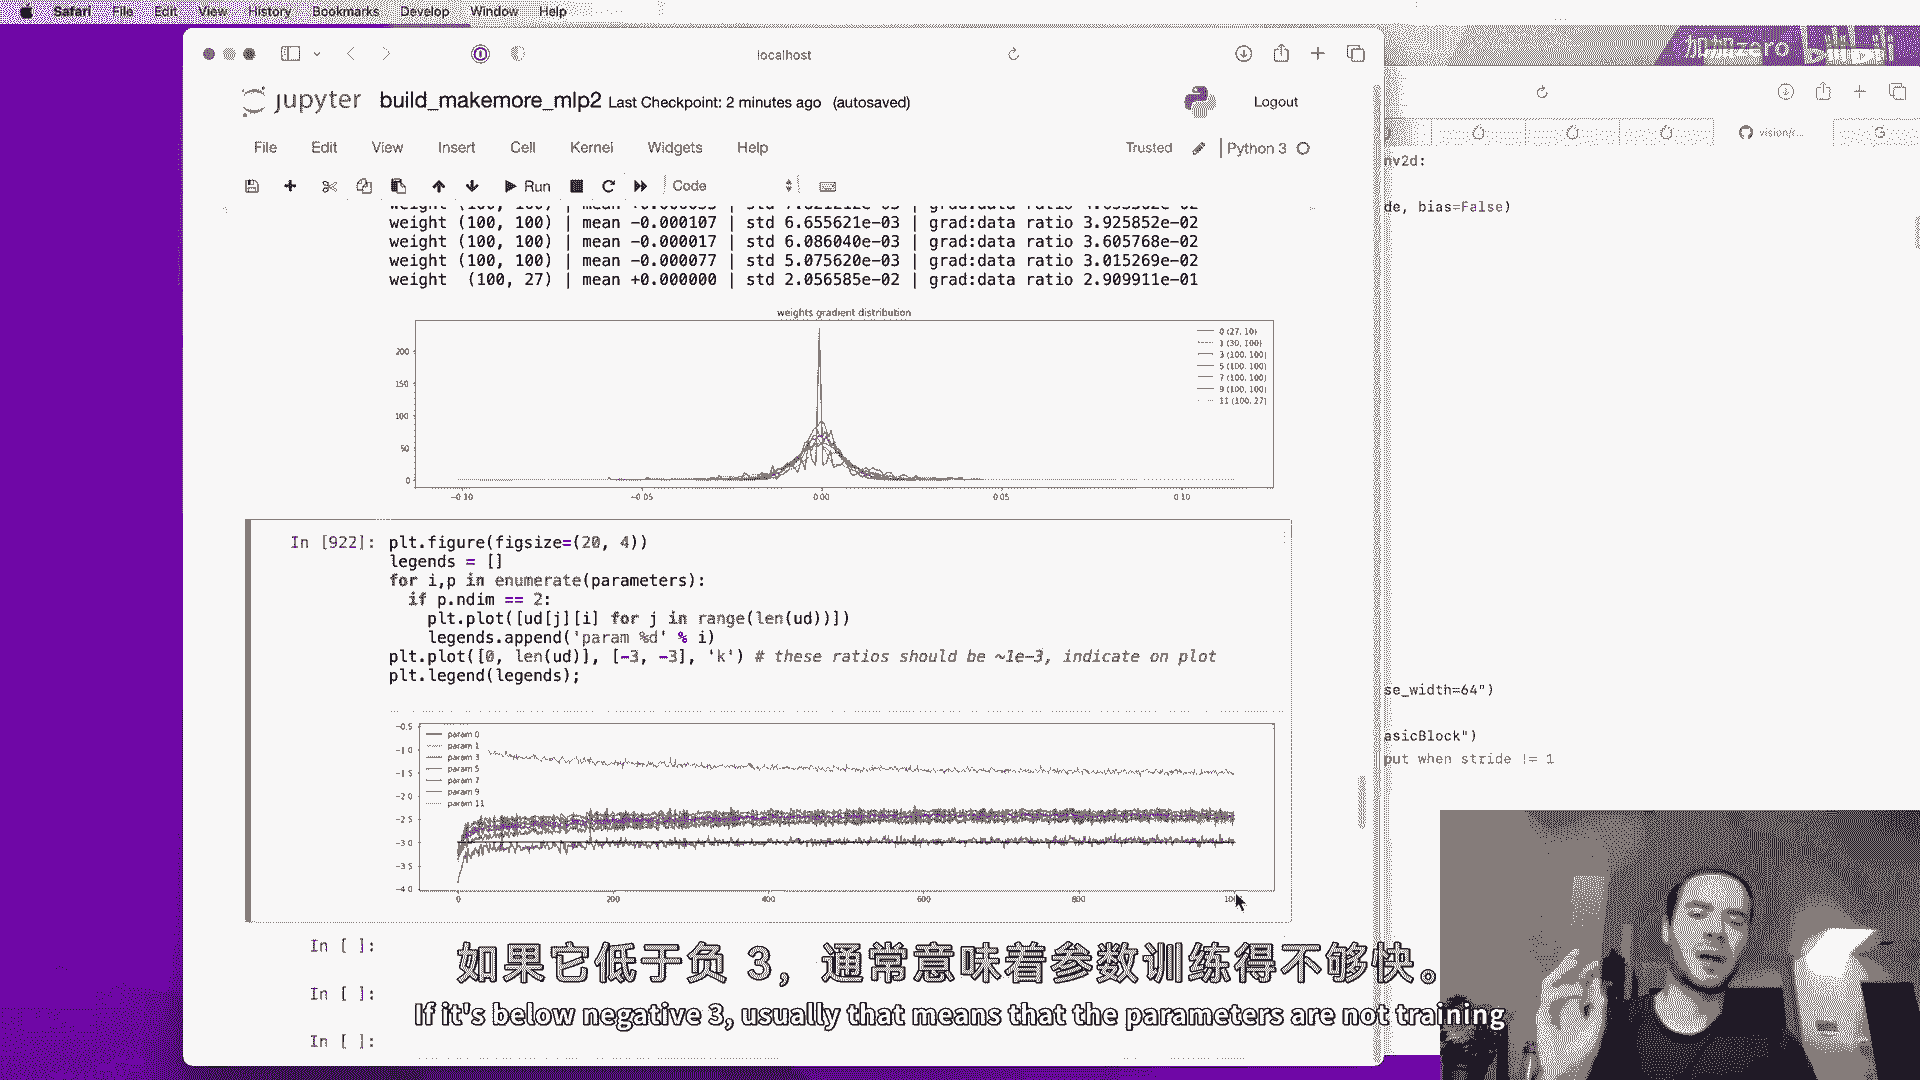 Safari File Edit View History Bookmarks Develop Window Help
localhost
jupyter build_makemore_mlp2 Last Checkpoint: 2 minutes ago (autosaved)
Logout
File Edit View Insert Cell Kernel Widgets Help
Trusted Python 3
Run Code
weight (100, 100) | mean -0.000107 | std 6.655621e-03 | grad:data ratio 3.925852e-02
weight (100, 100) | mean -0.000017 | std 6.086040e-03 | grad:data ratio 3.605768e-02
weight (100, 100) | mean -0.000077 | std 5.075620e-03 | grad:data ratio 3.015269e-02
weight (100, 27) | mean +0.000000 | std 2.056585e-02 | grad:data ratio 2.909911e-01
weights gradient distribution
0 (27, 10)
1 (30, 100)
3 (100, 100)
5 (100, 100)
7 (100, 100)
9 (100, 100)
11 (100, 27)
200
150
100
50
0
-0.10 -0.05 0.00 0.05 0.10
In [922]: plt.figure(figsize=(20, 4))
legends = []
for i,p in enumerate(parameters):
if p.ndim == 2:
plt.plot([ud[j][i] for j in range(len(ud))])
legends.append('param %d' % i)
plt.plot([0, len(ud)], [-3, -3], 'k') # these ratios should be ~1e-3, indicate on plot
plt.legend(legends);
param 0
param 1
param 3
param 5
param 7
param 9
param 11
-0.5
-1.0
-1.5
-2.0
-2.5
-3.0
-3.5
-4.0
0 200 400 600 800
In [ ]:
In [ ]:
In [ ]:
如果它低于负 3，通常意味着参数训练得不够快。
If it's below negative 3, usually that means that the parameters are not training
加加zero bilibili
vision/r...
nv2d:
de, bias=False)
se_width=64")
asicBlock")
put when stride != 1